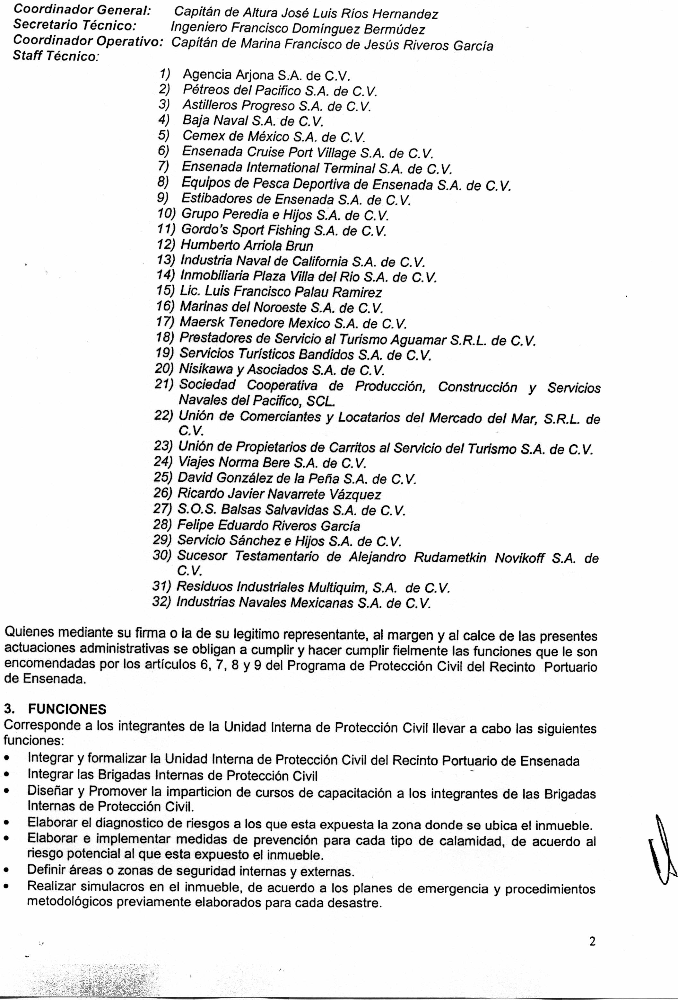 Coordinador General: Capitán de Altura José Luis Ríos Hernandez
Secretario Técnico: Ingeniero Francisco Domínguez Bermúdez
Coordinador Operativo: Capitán de Marina Francisco de Jesús Riveros García
Staff Técnico:
1) Agencia Arjona S.A. de C.V.
2) Pétreos del Pacifico S.A. de C.V.
3) Astilleros Progreso S.A. de C.V.
4) Baja Naval S.A. de C.V.
5) Cemex de México S.A. de C.V.
6) Ensenada Cruise Port Village S.A. de C.V.
7) Ensenada International Terminal S.A. de C.V.
8) Equipos de Pesca Deportiva de Ensenada S.A. de C.V.
9) Estibadores de Ensenada S.A. de C.V.
10) Grupo Peredia e Hijos S.A. de C.V.
11) Gordo's Sport Fishing S.A. de C.V.
12) Humberto Arriola Brun
13) Industria Naval de California S.A. de C.V.
14) Inmobiliaria Plaza Villa del Rio S.A. de C.V.
15) Lic. Luis Francisco Palau Ramirez
16) Marinas del Noroeste S.A. de C.V.
17) Maersk Tenedore Mexico S.A. de C.V.
18) Prestadores de Servicio al Turismo Aguamar S.R.L. de C.V.
19) Servicios Turísticos Bandidos S.A. de C.V.
20) Nisikawa y Asociados S.A. de C.V.
21) Sociedad Cooperativa de Producción, Construcción y Servicios
Navales del Pacifico, SCL.
22) Unión de Comerciantes y Locatarios del Mercado del Mar, S.R.L. de
C.V.
23) Unión de Propietarios de Carritos al Servicio del Turismo S.A. de C.V.
24) Viajes Norma Bere S.A. de C.V.
25) David González de la Peña S.A. de C.V.
26) Ricardo Javier Navarrete Vázquez
27) S.O.S. Balsas Salvavidas S.A. de C.V.
28) Felipe Eduardo Riveros García
29) Servicio Sánchez e Hijos S.A. de C.V.
30) Sucesor Testamentario de Alejandro Rudametkin Novikoff S.A. de
C.V.
31) Residuos Industriales Multiquim, S.A. de C.V.
32) Industrias Navales Mexicanas S.A. de C.V.
Quienes mediante su firma o la de su legitimo representante, al margen y al calce de las presentes
actuaciones administrativas se obligan a cumplir y hacer cumplir fielmente las funciones que le son
encomendadas por los artículos 6, 7, 8 y 9 del Programa de Protección Civil del Recinto Portuario
de Ensenada.
3. FUNCIONES
Corresponde a los integrantes de la Unidad Interna de Protección Civil llevar a cabo las siguientes
funciones:
• Integrar y formalizar la Unidad Interna de Protección Civil del Recinto Portuario de Ensenada
• Integrar las Brigadas Internas de Protección Civil
• Diseñar y Promover la imparticion de cursos de capacitación a los integrantes de las Brigadas
Internas de Protección Civil.
• Elaborar el diagnostico de riesgos a los que esta expuesta la zona donde se ubica el inmueble.
• Elaborar e implementar medidas de prevención para cada tipo de calamidad, de acuerdo al
riesgo potencial al que esta expuesto el inmueble.
• Definir áreas o zonas de seguridad internas y externas.
• Realizar simulacros en el inmueble, de acuerdo a los planes de emergencia y procedimientos
metodológicos previamente elaborados para cada desastre.
2